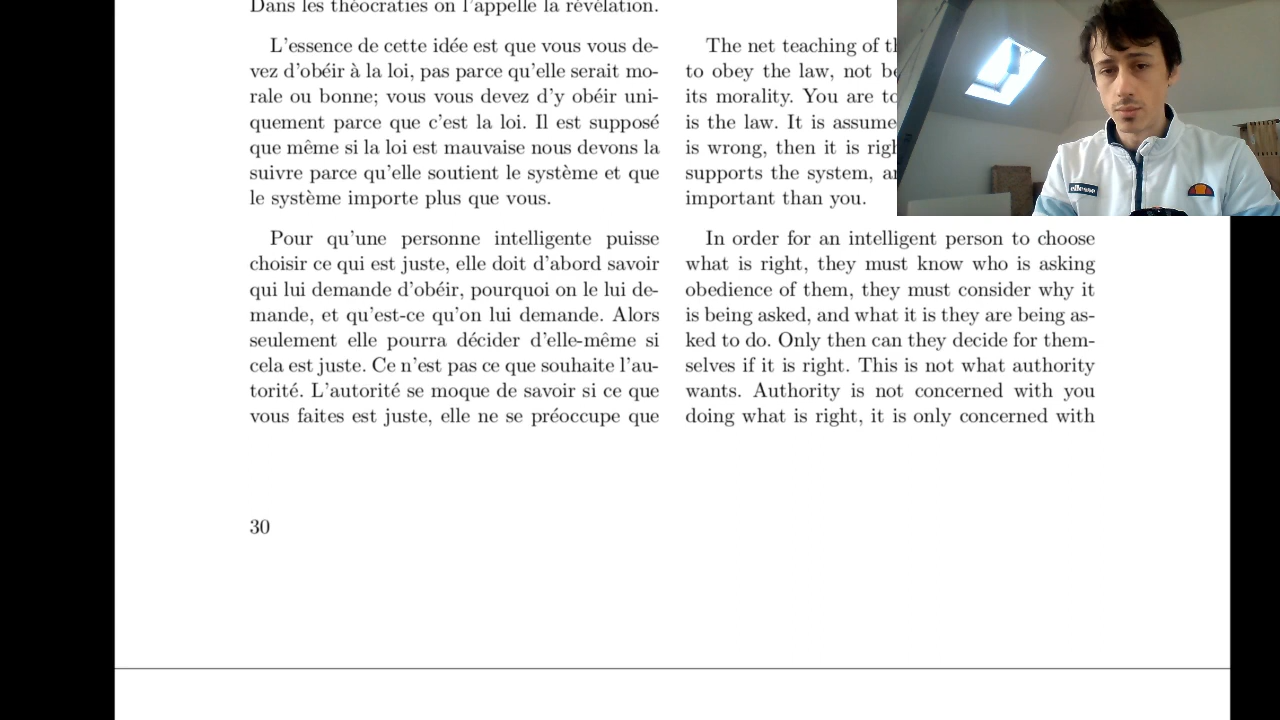 Dans les théocraties on l'appelle la révélation.
L'essence de cette idée est que vous vous de-
vez d'obéir à la loi, pas parce qu'elle serait mo-
rale ou bonne; vous vous devez d'y obéir uni-
quement parce que c'est la loi. Il est supposé
que même si la loi est mauvaise nous devons la
suivre parce qu'elle soutient le système et que
le système importe plus que vous.
Pour qu'une personne intelligente puisse
choisir ce qui est juste, elle doit d'abord savoir
qui lui demande d'obéir, pourquoi on le lui de-
mande, et qu'est-ce qu'on lui demande. Alors
seulement elle pourra décider d'elle-même si
cela est juste. Ce n'est pas ce que souhaite l'au-
torité. L'autorité se moque de savoir si ce que
vous faites est juste, elle ne se préoccupe que
30
The net teaching of
to obey the law, not
its morality. You are
is the law. It is
is wrong, then it is
supports the system,
important than you.
In order for an intelligent person to choose
what is right, they must know who is asking
obedience of them, they must consider why it
is being asked, and what it is they are being as-
ked to do. Only then can they decide for them-
selves if it is right. This is not what authority
wants. Authority is not concerned with you
doing what is right, it is only concerned with
ellesse